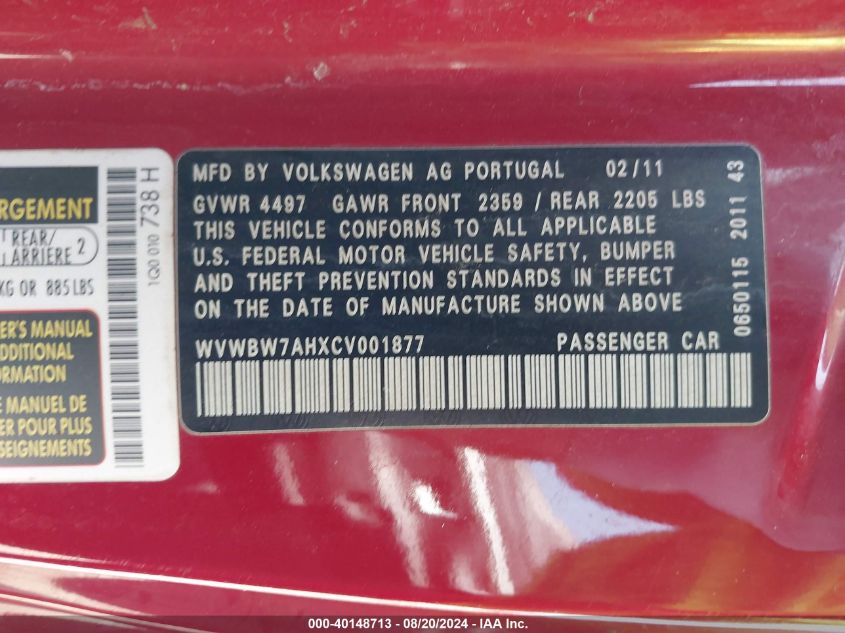 RGEMENT
REAR/
ARRIÈRE 2
KG OR 885 LBS
ER'S MANUAL
ADDITIONAL
ORMATION
E MANUEL DE
ER POUR PLUS
SEIGNEMENTS
1Q0 010 738 H
MFD BY VOLKSWAGEN AG PORTUGAL 02/11
GVWR 4497 GAWR FRONT 2359 / REAR 2205 LBS
THIS VEHICLE CONFORMS TO ALL APPLICABLE
U.S. FEDERAL MOTOR VEHICLE SAFETY, BUMPER
AND THEFT PREVENTION STANDARDS IN EFFECT
ON THE DATE OF MANUFACTURE SHOWN ABOVE
WVWBW7AHXCV001877 PASSENGER CAR
0650115 2011 43
000-40148713 - 08/20/2024 - IAA Inc.